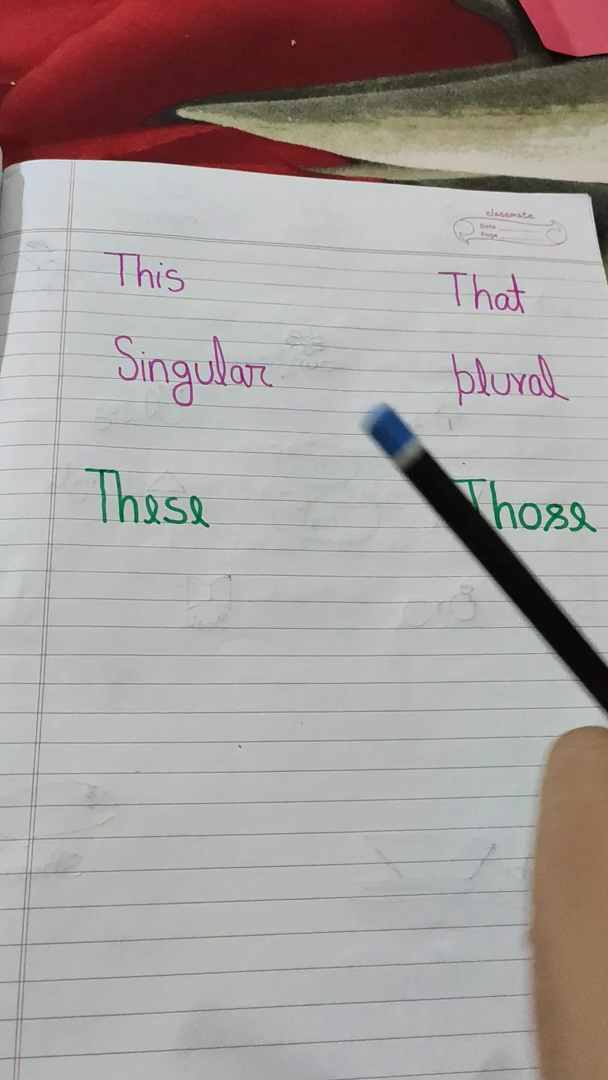 classmate
Date
Page
This That
Singular plural
These Those